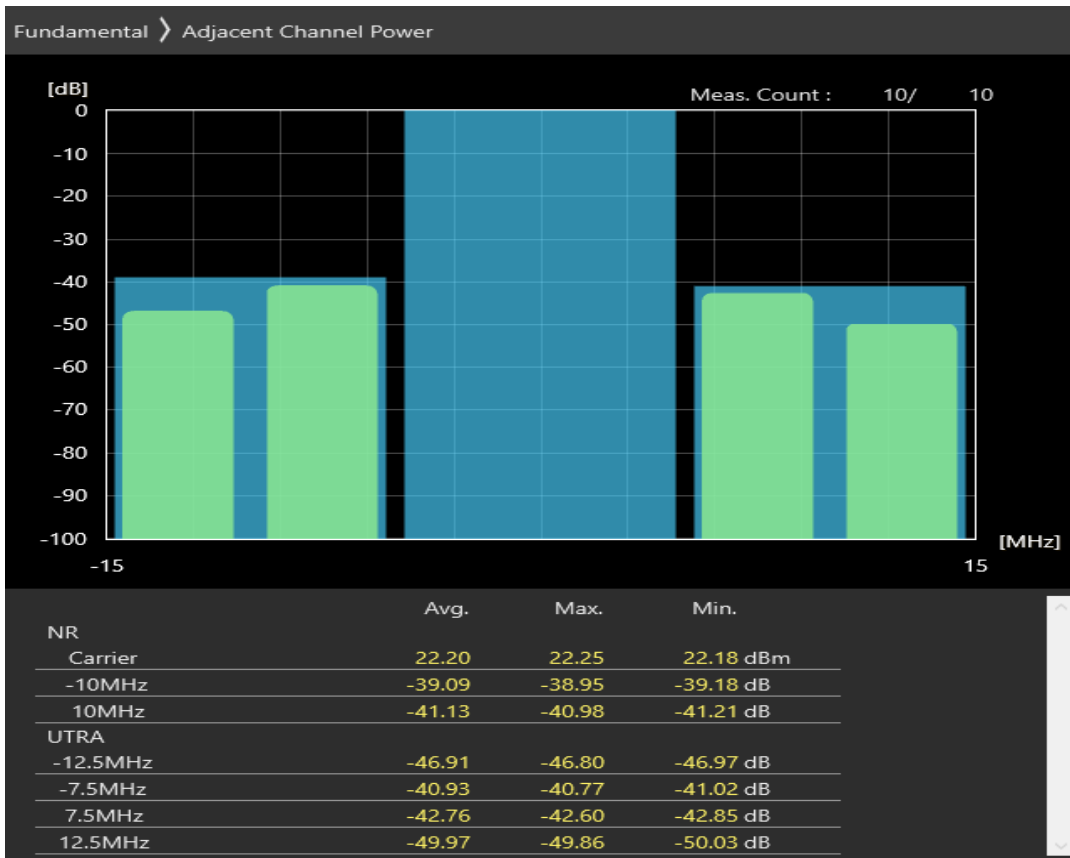 Fundamental 〉 Adjacent Channel Power
[dB]
Meas. Count : 10/ 10
0
-10
-20
-30
-40
-50
-60
-70
-80
-90
-100
[MHz]
-15 15
Avg. Max. Min.
NR
Carrier 22.20 22.25 22.18 dBm
-10MHz -39.09 -38.95 -39.18 dB
10MHz -41.13 -40.98 -41.21 dB
UTRA
-12.5MHz -46.91 -46.80 -46.97 dB
-7.5MHz -40.93 -40.77 -41.02 dB
7.5MHz -42.76 -42.60 -42.85 dB
12.5MHz -49.97 -49.86 -50.03 dB